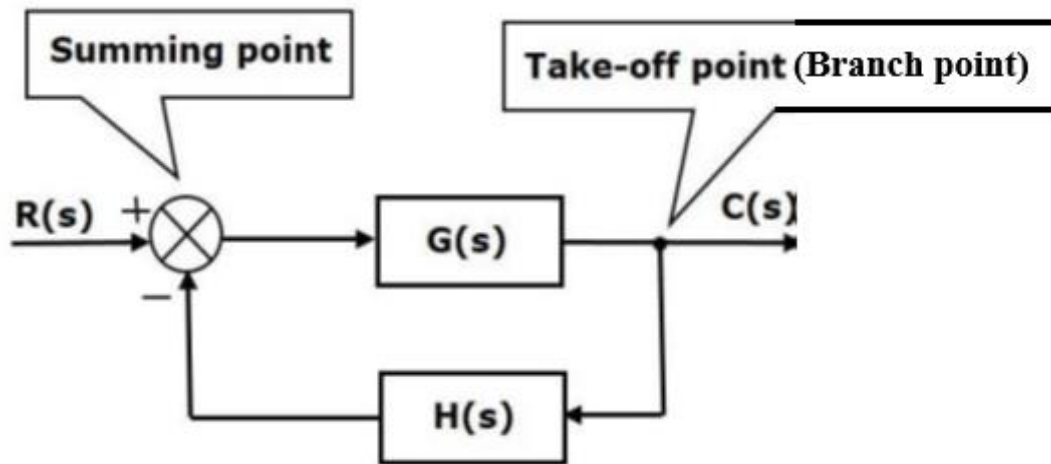 Summing point
Take-off point (Branch point)
R(s) +
C(s)
G(s)
−
H(s)